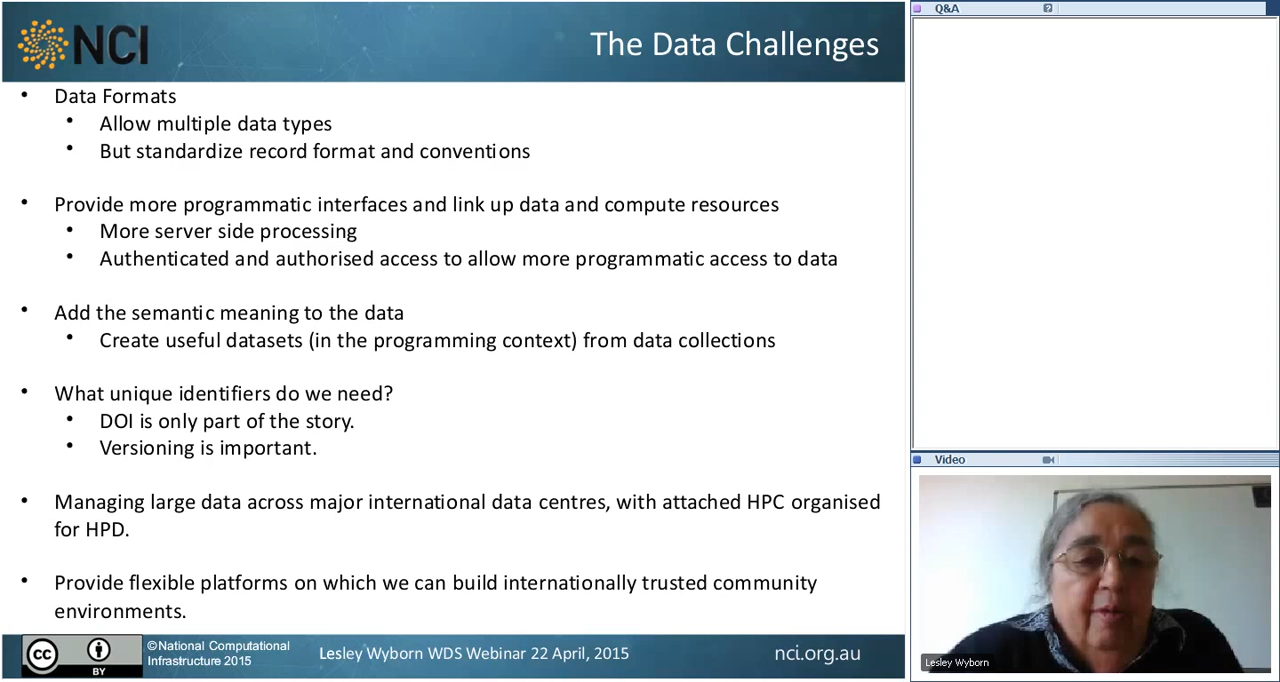 NCI
The Data Challenges
• Data Formats
• Allow multiple data types
• But standardize record format and conventions
• Provide more programmatic interfaces and link up data and compute resources
• More server side processing
• Authenticated and authorised access to allow more programmatic access to data
• Add the semantic meaning to the data
• Create useful datasets (in the programming context) from data collections
• What unique identifiers do we need?
• DOI is only part of the story.
• Versioning is important.
• Managing large data across major international data centres, with attached HPC organised
for HPD.
• Provide flexible platforms on which we can build internationally trusted community
environments.
cc
BY
©National Computational
Infrastructure 2015
Lesley Wyborn WDS Webinar 22 April, 2015
nci.org.au
Q&A
?
Video
Lesley Wyborn